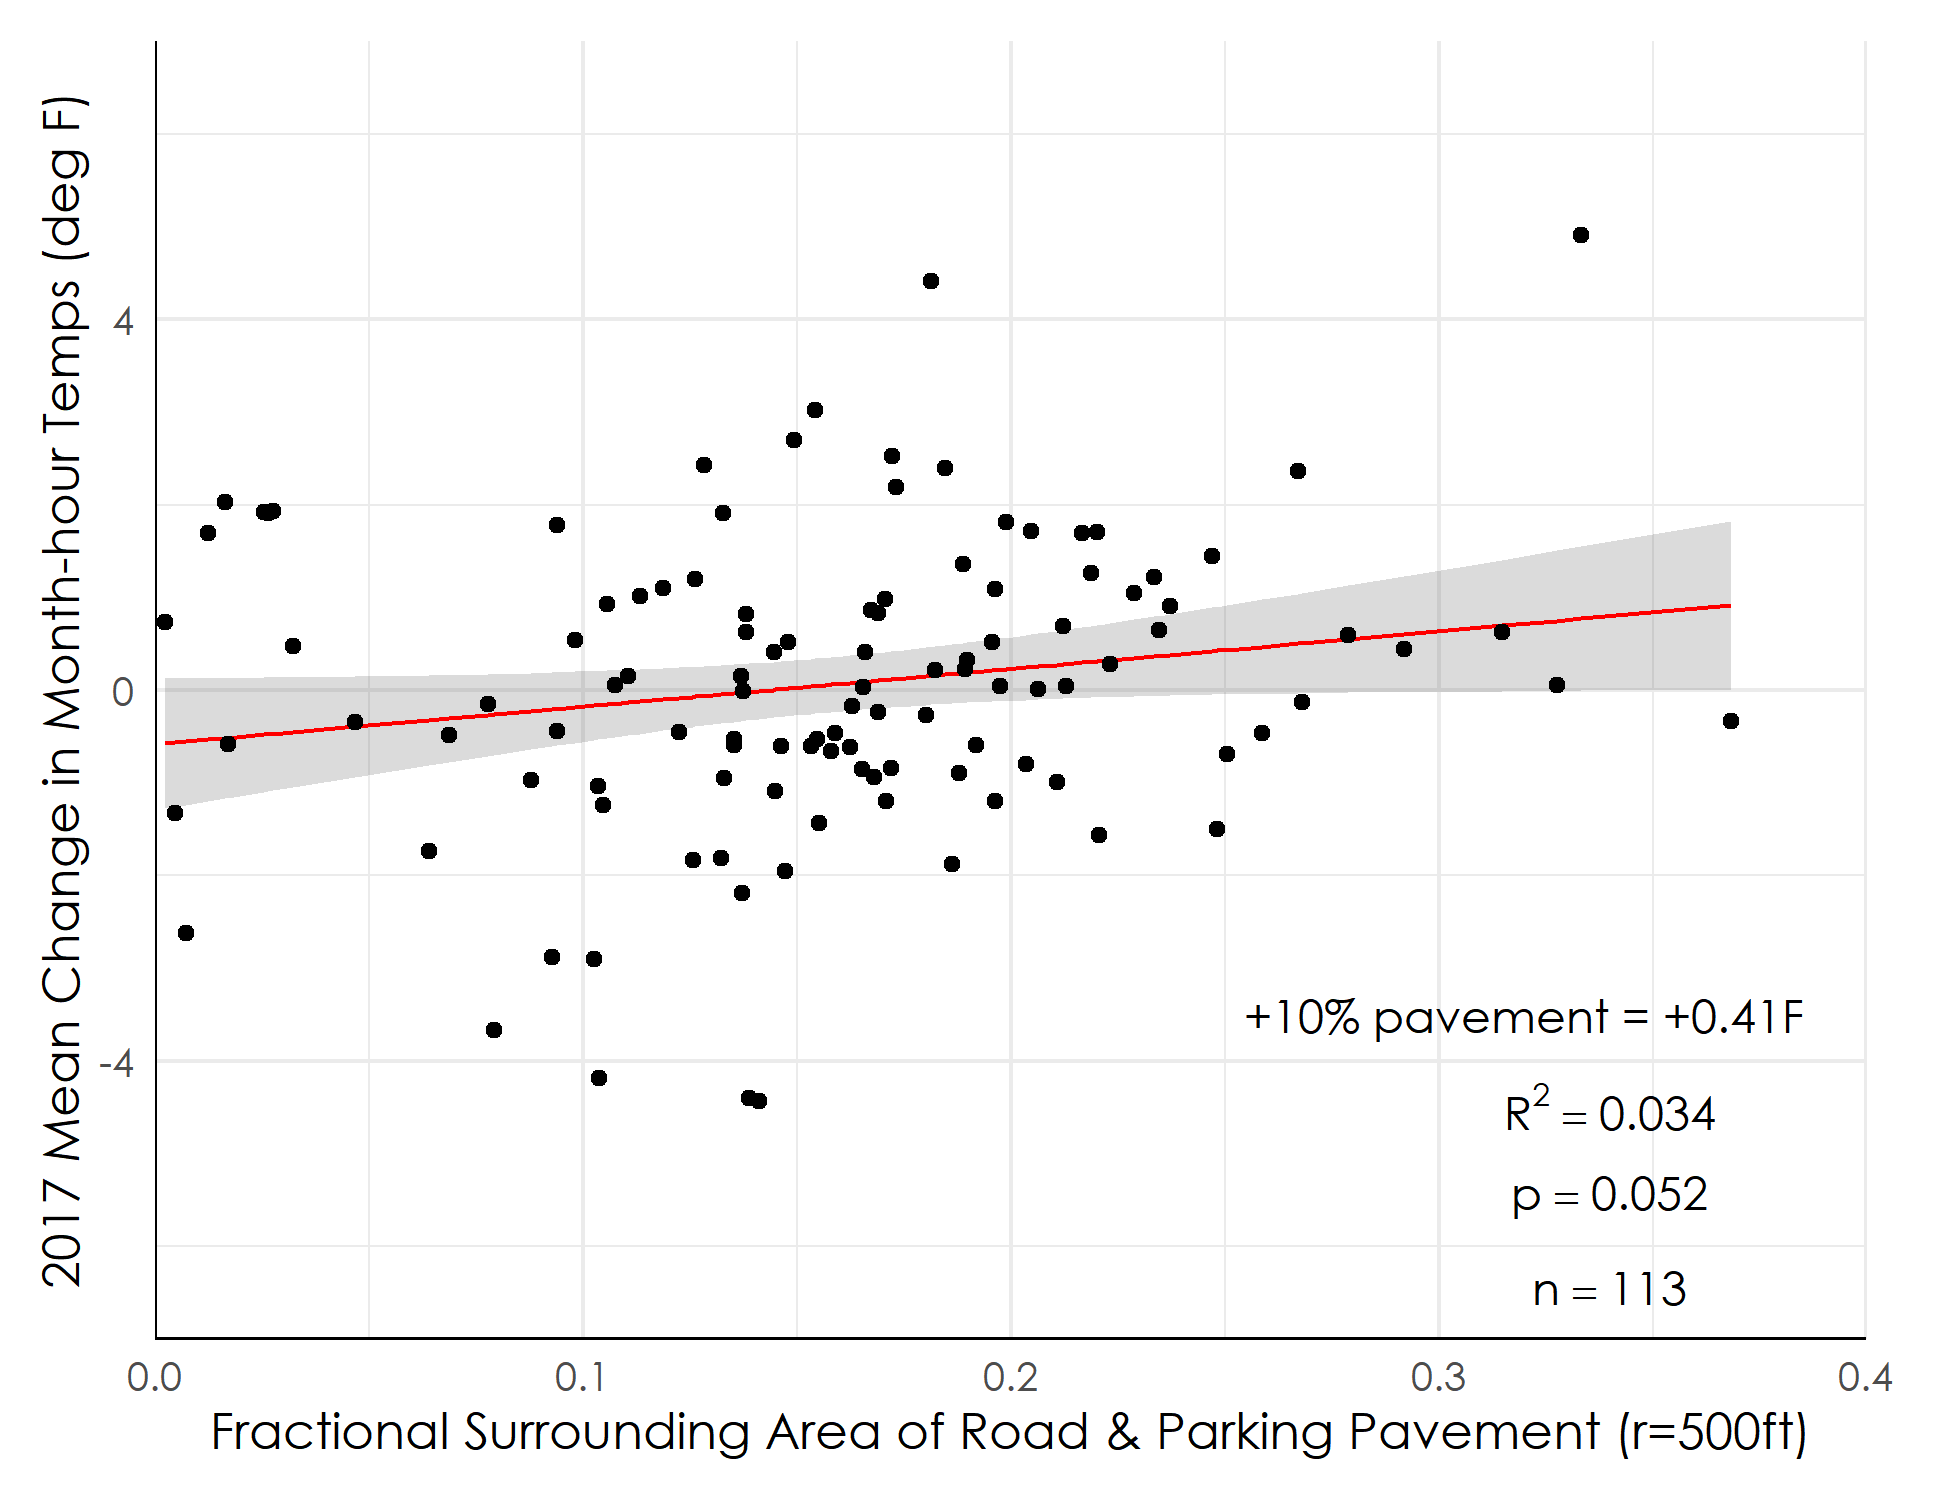 2017 Mean Change in Month-hour Temps (deg F)
4
0
-4
+10% pavement = +0.41F
R² = 0.034
p = 0.052
n = 113
0.0 0.1 0.2 0.3 0.4
Fractional Surrounding Area of Road & Parking Pavement (r=500ft)